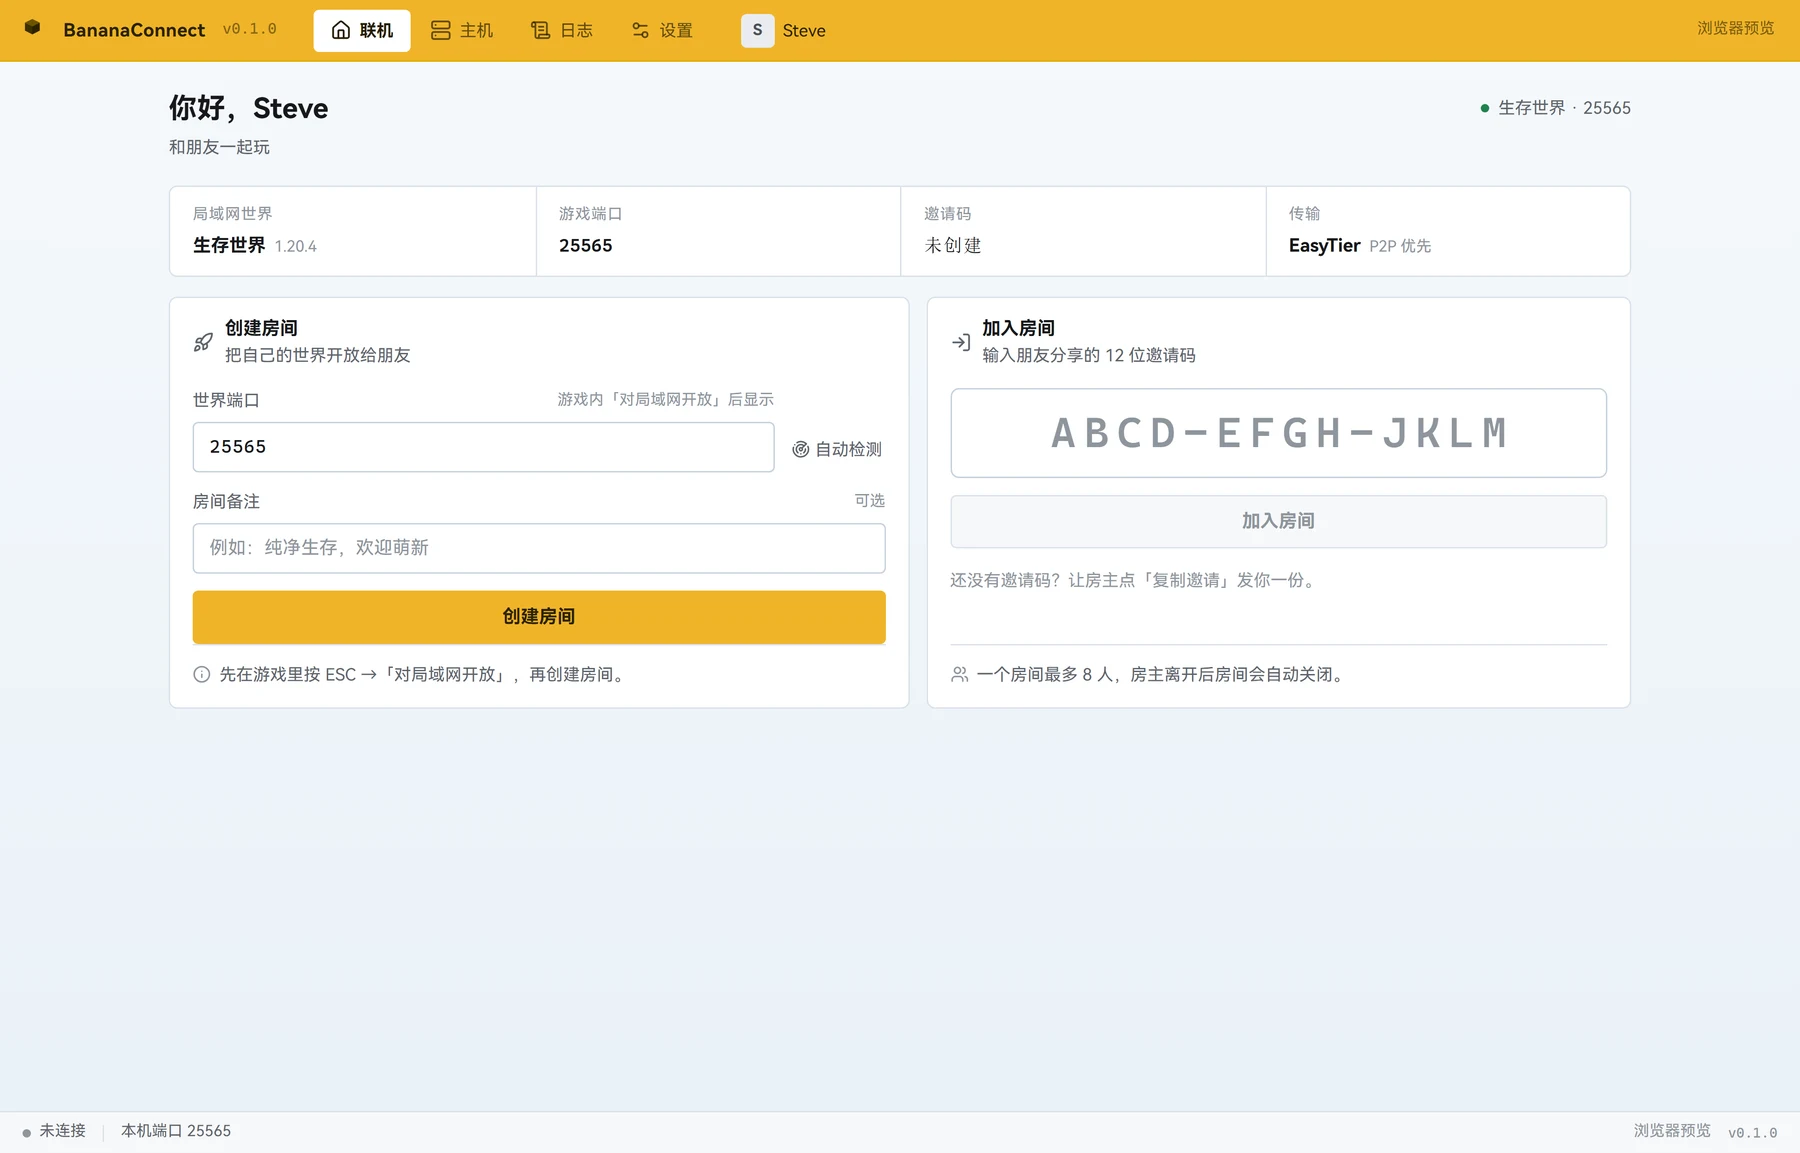 BananaConnect v0.1.0 联机 主机 日志 设置 S Steve 浏览器预览
你好，Steve
和朋友一起玩
生存世界 · 25565
局域网世界
生存世界 1.20.4
游戏端口
25565
邀请码
未创建
传输
EasyTier P2P 优先
创建房间
把自己的世界开放给朋友
世界端口 游戏内「对局域网开放」后显示
25565 自动检测
房间备注 可选
例如：纯净生存，欢迎萌新
创建房间
先在游戏里按 ESC →「对局域网开放」，再创建房间。
加入房间
输入朋友分享的 12 位邀请码
ABCD-EFGH-JKLM
加入房间
还没有邀请码？让房主点「复制邀请」发你一份。
一个房间最多 8 人，房主离开后房间会自动关闭。
未连接 本机端口 25565 浏览器预览 v0.1.0